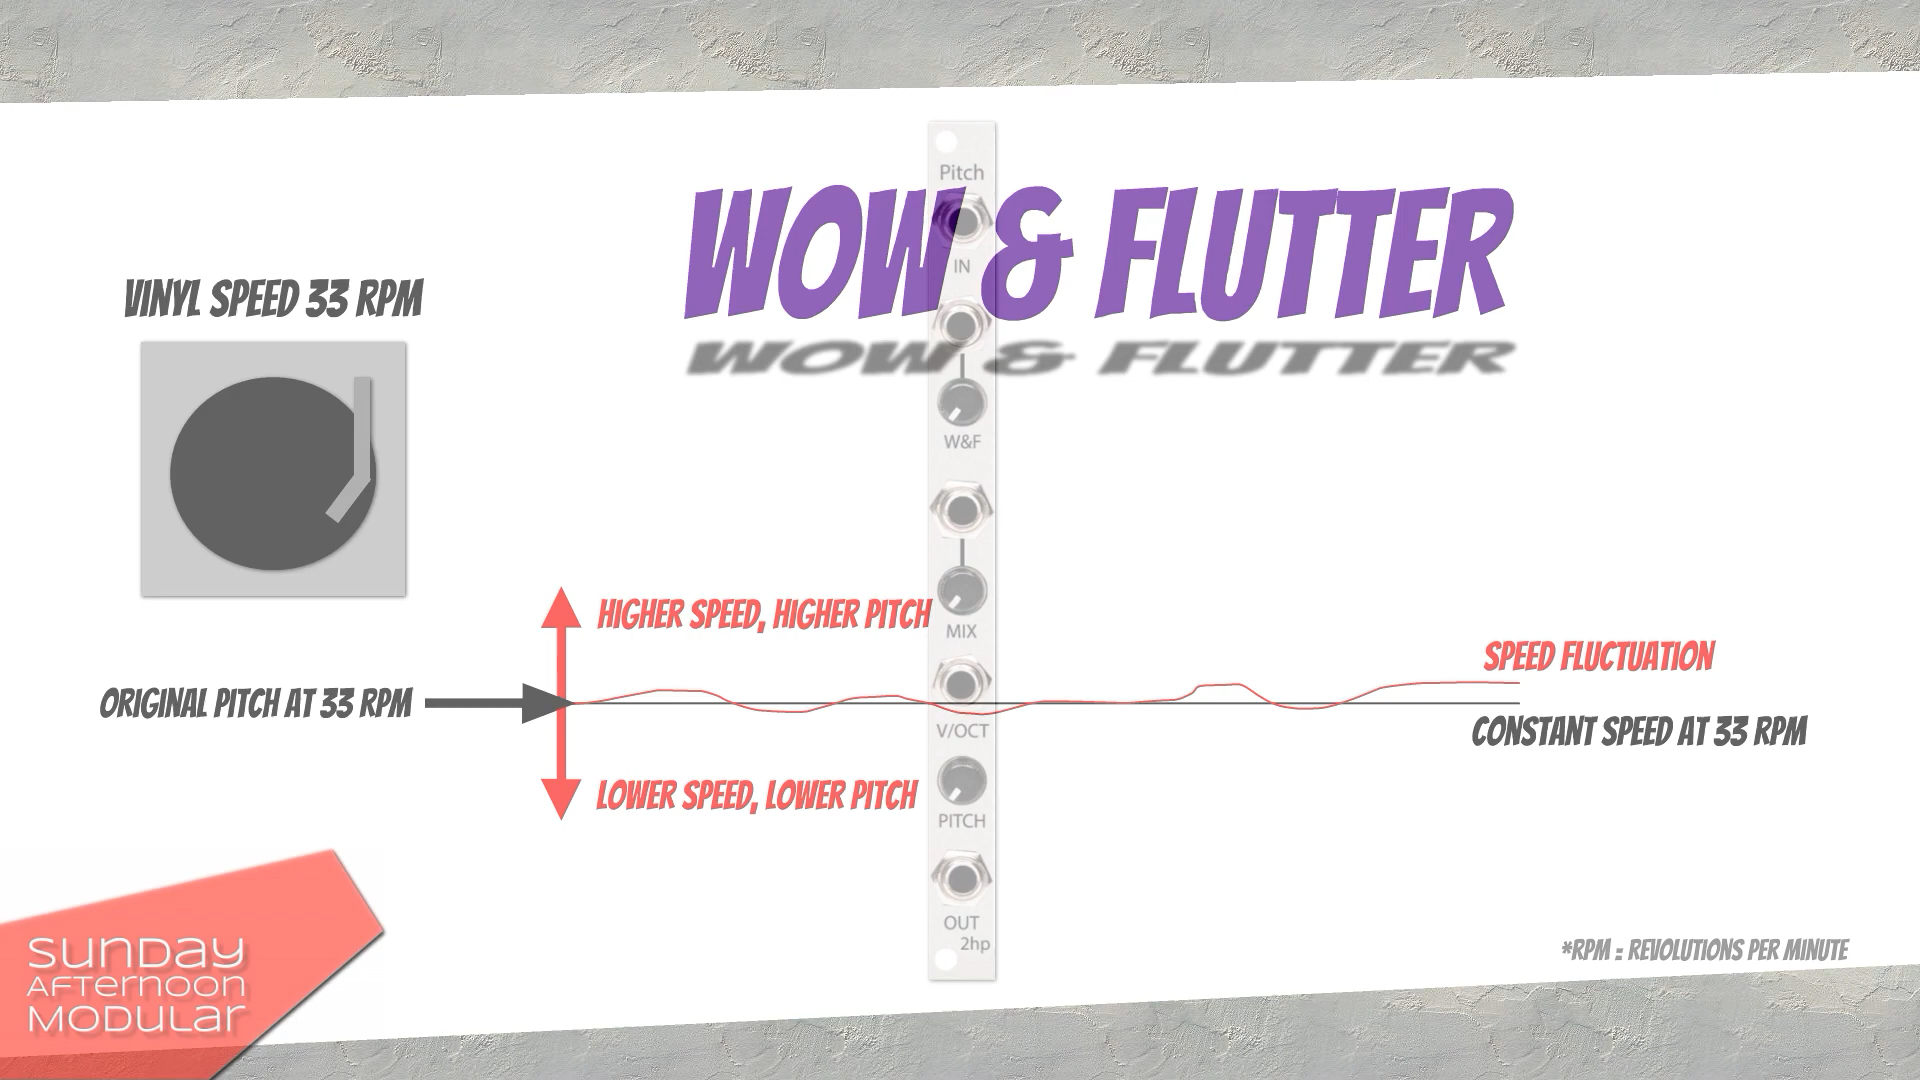 Pitch
WOW & FLUTTER
WOW & FLUTTER
IN
VINYL SPEED 33 RPM
W&F
HIGHER SPEED, HIGHER PITCH
MIX
SPEED FLUCTUATION
ORIGINAL PITCH AT 33 RPM
V/OCT
CONSTANT SPEED AT 33 RPM
LOWER SPEED, LOWER PITCH
PITCH
OUT
2hp
*RPM = REVOLUTIONS PER MINUTE
SUNDAY
AFTERNOON
MODULAR